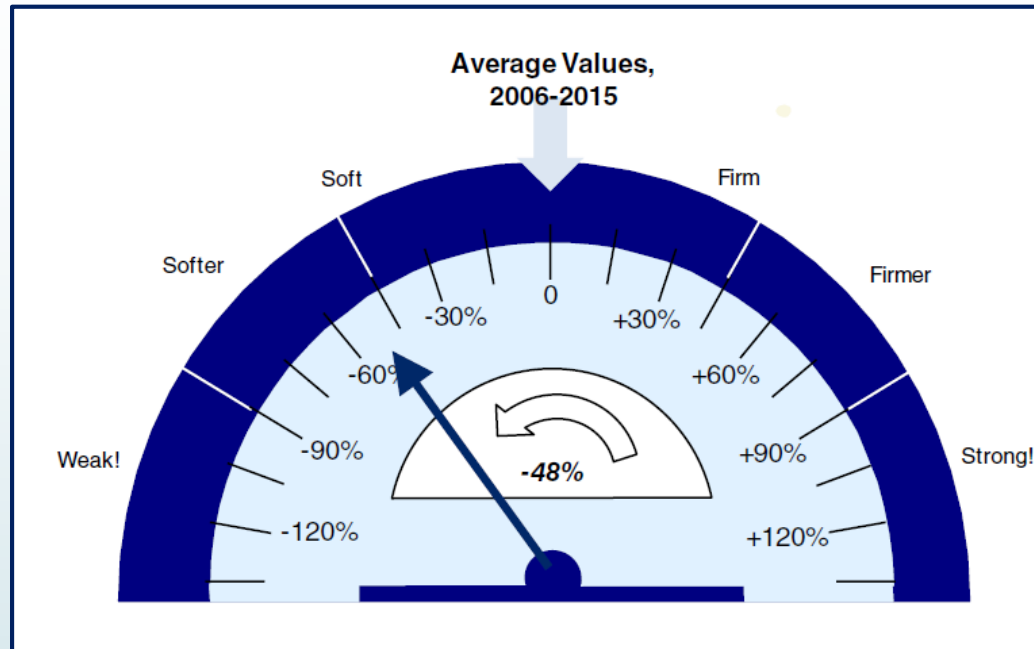 Average Values,
2006-2015
Soft
Firm
Softer
Firmer
-30%
0
+30%
-60%
+60%
-90%
+90%
Weak!
Strong!
-48%
-120%
+120%